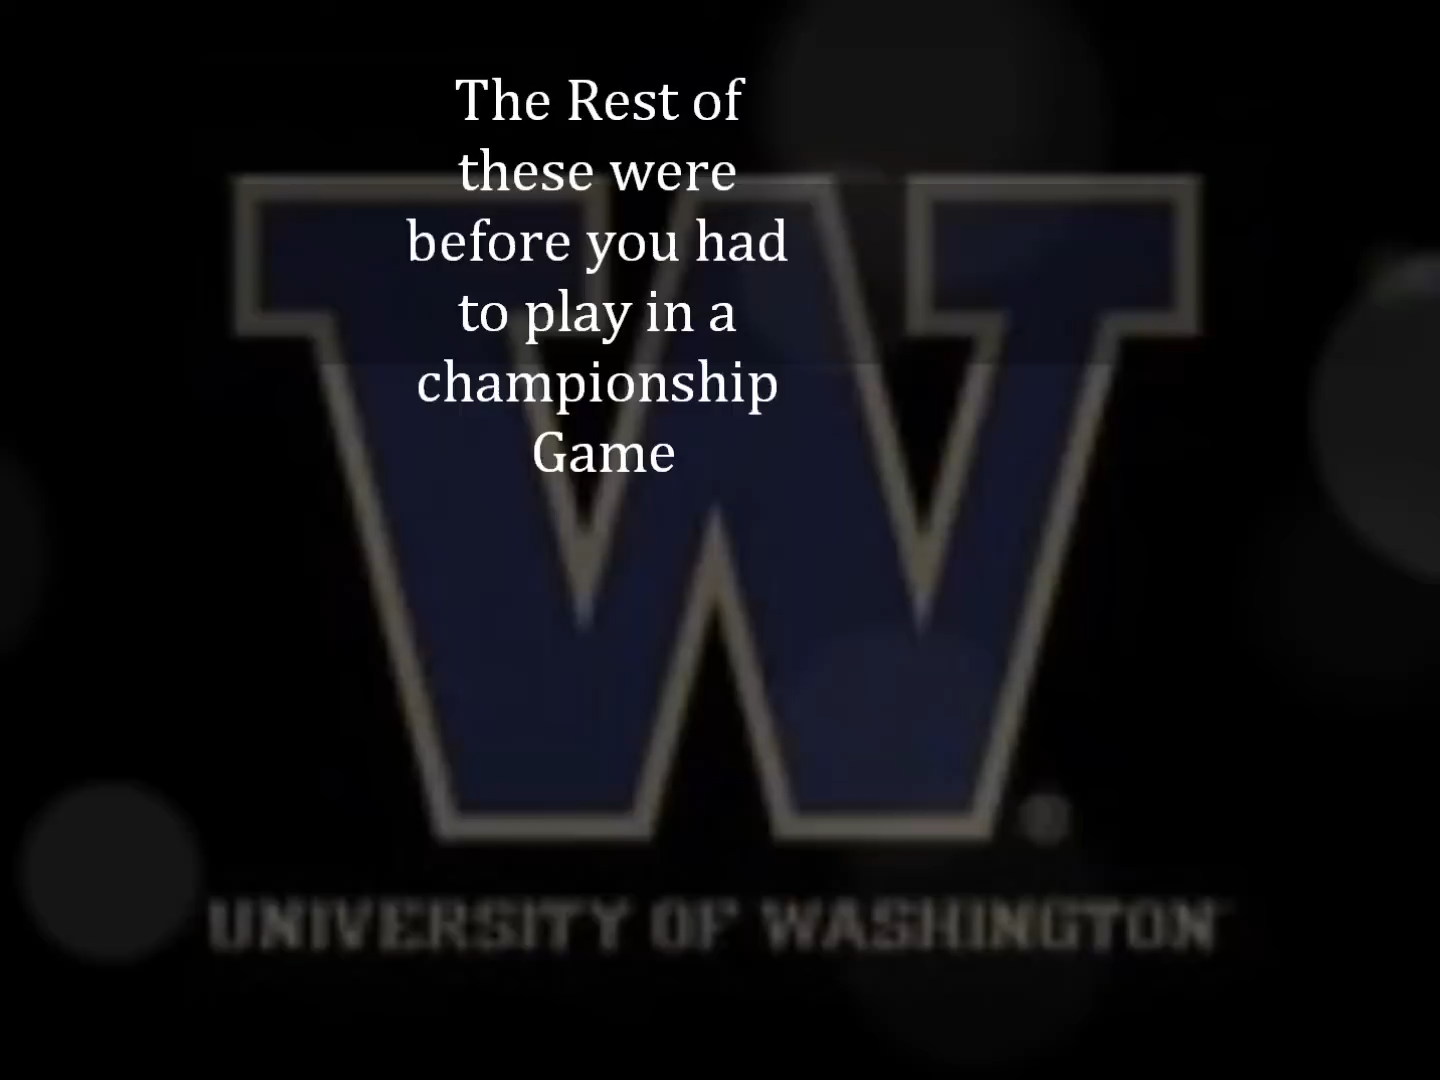 The Rest of
these were
before you had
to play in a
championship
Game
W
UNIVERSITY OF WASHINGTON